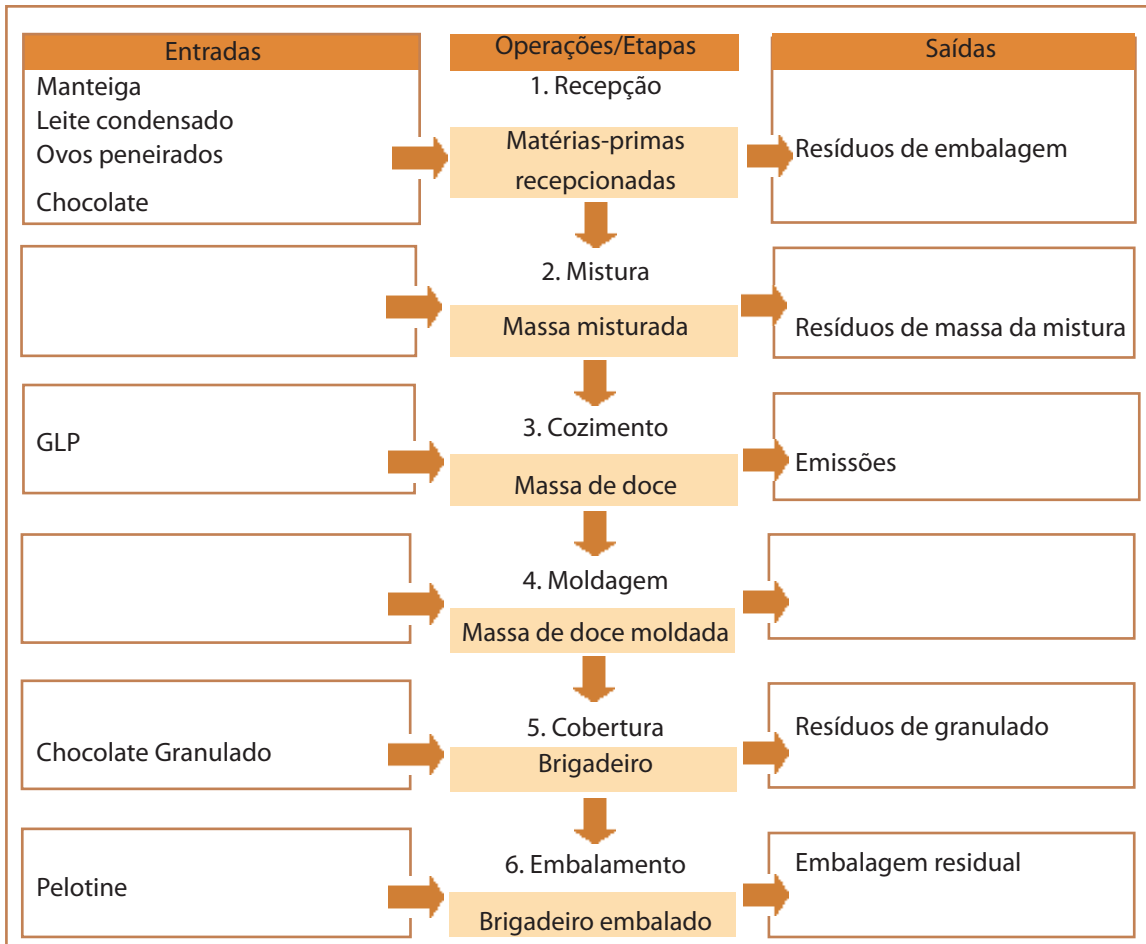 Entradas
Operações/Etapas
Saídas
Manteiga
Leite condensado
Ovos peneirados
Chocolate
1. Recepção
Matérias-primas
recepcionadas
Resíduos de embalagem
2. Mistura
Massa misturada
Resíduos de massa da mistura
GLP
3. Cozimento
Massa de doce
Emissões
4. Moldagem
Massa de doce moldada
Chocolate Granulado
5. Cobertura
Brigadeiro
Resíduos de granulado
Pelotine
6. Embalamento
Brigadeiro embalado
Embalagem residual